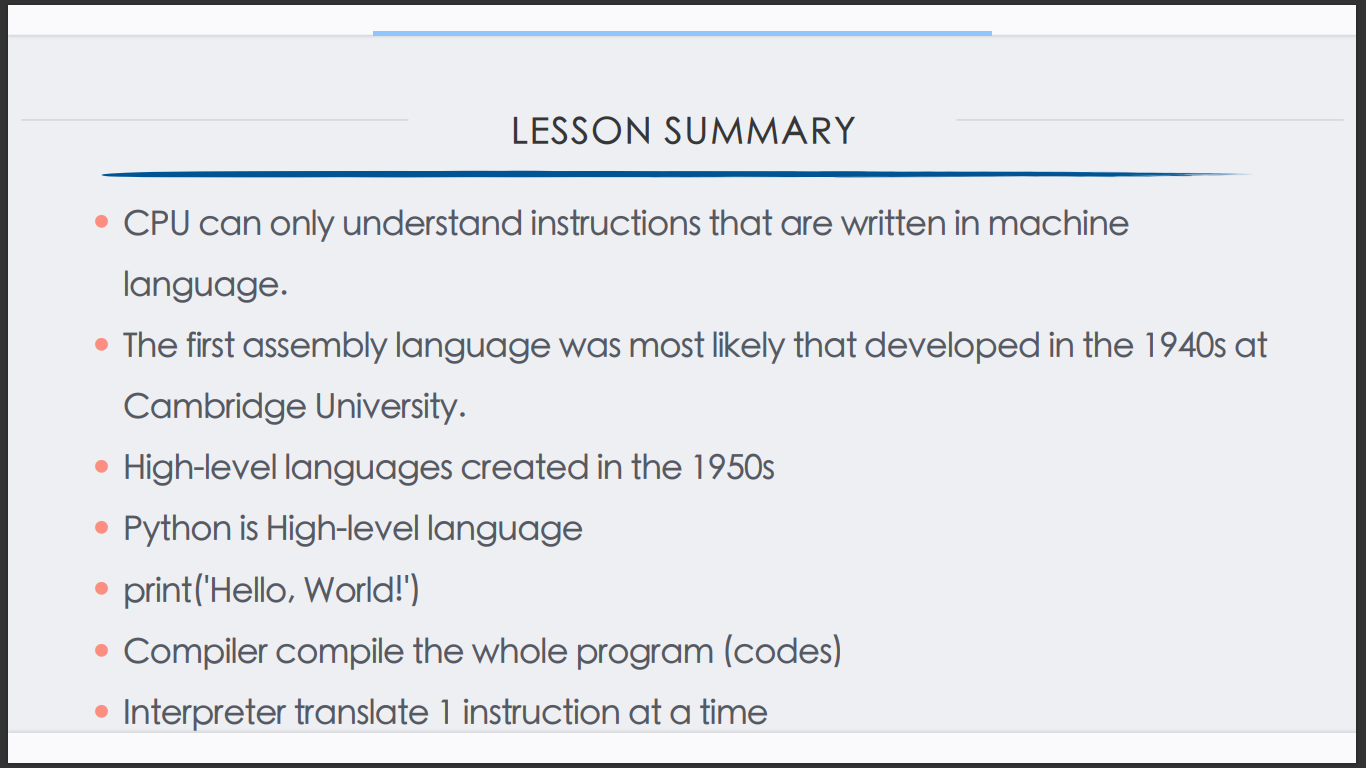 LESSON SUMMARY
• CPU can only understand instructions that are written in machine
language.
• The first assembly language was most likely that developed in the 1940s at
Cambridge University.
• High-level languages created in the 1950s
• Python is High-level language
• print('Hello, World!')
• Compiler compile the whole program (codes)
• Interpreter translate 1 instruction at a time